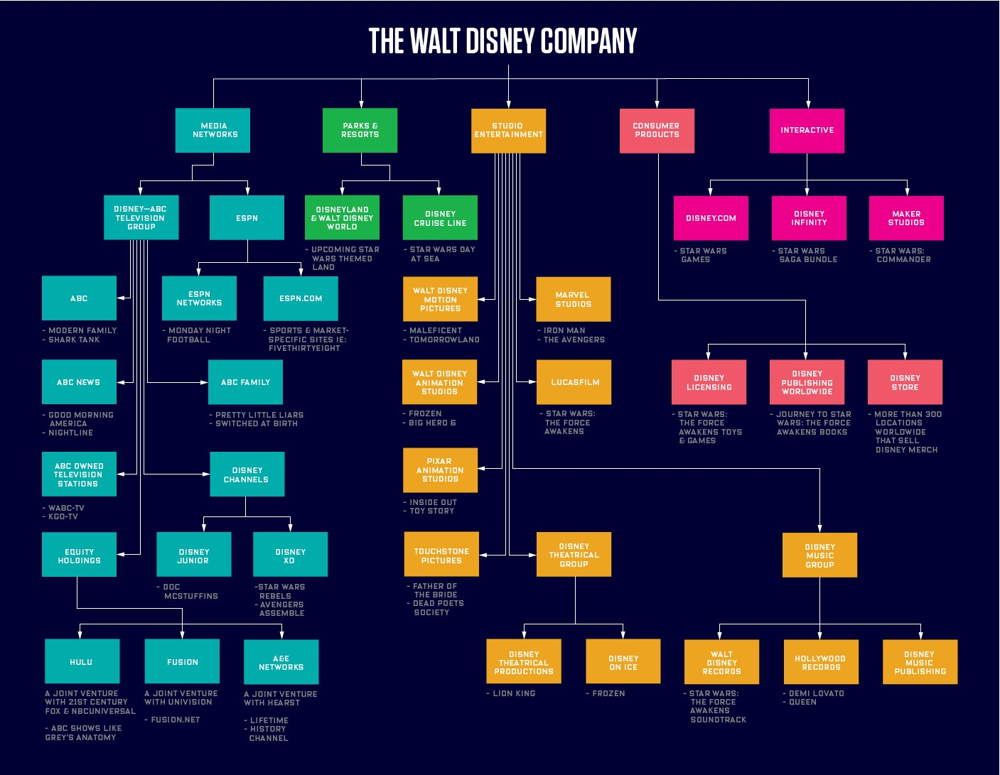 THE WALT DISNEY COMPANY
MEDIA
NETWORKS
PARKS &
RESORTS
STUDIO
ENTERTAINMENT
CONSUMER
PRODUCTS
INTERACTIVE
DISNEY—ABC
TELEVISION
GROUP
ESPN
DISNEYLAND
& WALT DISNEY
WORLD
- UPCOMING STAR
WARS THEMED
LAND
DISNEY
CRUISE LINE
- STAR WARS DAY
AT SEA
DISNEY.COM
- STAR WARS
GAMES
DISNEY
INFINITY
- STAR WARS
SAGA BUNDLE
MAKER
STUDIOS
- STAR WARS:
COMMANDER
ABC
- MODERN FAMILY
- SHARK TANK
ESPN
NETWORKS
- MONDAY NIGHT
FOOTBALL
ESPN.COM
- SPORTS & MARKET-
SPECIFIC SITES IE:
FIVETHIRTYEIGHT
WALT DISNEY
MOTION
PICTURES
- MALEFICENT
- TOMORROWLAND
MARVEL
STUDIOS
- IRON MAN
- THE AVENGERS
ABC NEWS
- GOOD MORNING
AMERICA
- NIGHTLINE
ABC FAMILY
- PRETTY LITTLE LIARS
- SWITCHED AT BIRTH
WALT DISNEY
ANIMATION
STUDIOS
- FROZEN
- BIG HERO 6
LUCASFILM
- STAR WARS:
THE FORCE
AWAKENS
DISNEY
LICENSING
- STAR WARS:
THE FORCE
AWAKENS TOYS
& GAMES
DISNEY
PUBLISHING
WORLDWIDE
- JOURNEY TO STAR
WARS: THE FORCE
AWAKENS BOOKS
DISNEY
STORE
- MORE THAN 300
LOCATIONS
WORLDWIDE
THAT SELL
DISNEY MERCH
ABC OWNED
TELEVISION
STATIONS
- WABC-TV
- KGO-TV
DISNEY
CHANNELS
PIXAR
ANIMATION
STUDIOS
- INSIDE OUT
- TOY STORY
EQUITY
HOLDINGS
DISNEY
JUNIOR
- DOC
MCSTUFFINS
DISNEY
XD
-STAR WARS
REBELS
- AVENGERS
ASSEMBLE
TOUCHSTONE
PICTURES
- FATHER OF
THE BRIDE
- DEAD POETS
SOCIETY
DISNEY
THEATRICAL
GROUP
DISNEY
MUSIC
GROUP
HULU
A JOINT VENTURE
WITH 21ST CENTURY
FOX & NBCUNIVERSAL
- ABC SHOWS LIKE
GREY'S ANATOMY
FUSION
A JOINT VENTURE
WITH UNIVISION
- FUSION.NET
A&E
NETWORKS
A JOINT VENTURE
WITH HEARST
- LIFETIME
- HISTORY
CHANNEL
DISNEY
THEATRICAL
PRODUCTIONS
- LION KING
DISNEY
ON ICE
- FROZEN
WALT
DISNEY
RECORDS
- STAR WARS:
THE FORCE
AWAKENS
SOUNDTRACK
HOLLYWOOD
RECORDS
- DEMI LOVATO
- QUEEN
DISNEY
MUSIC
PUBLISHING